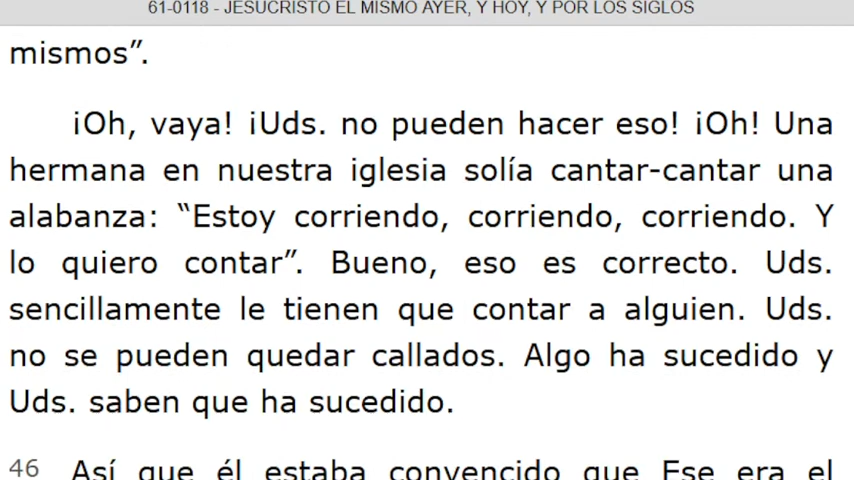 61-0118 - JESUCRISTO EL MISMO AYER, Y HOY, Y POR LOS SIGLOS
mismos”.
¡Oh, vaya! ¡Uds. no pueden hacer eso! ¡Oh! Una
hermana en nuestra iglesia solía cantar-cantar una
alabanza: “Estoy corriendo, corriendo, corriendo. Y
lo quiero contar”. Bueno, eso es correcto. Uds.
sencillamente le tienen que contar a alguien. Uds.
no se pueden quedar callados. Algo ha sucedido y
Uds. saben que ha sucedido.
46 Así que él estaba convencido que Ese era el